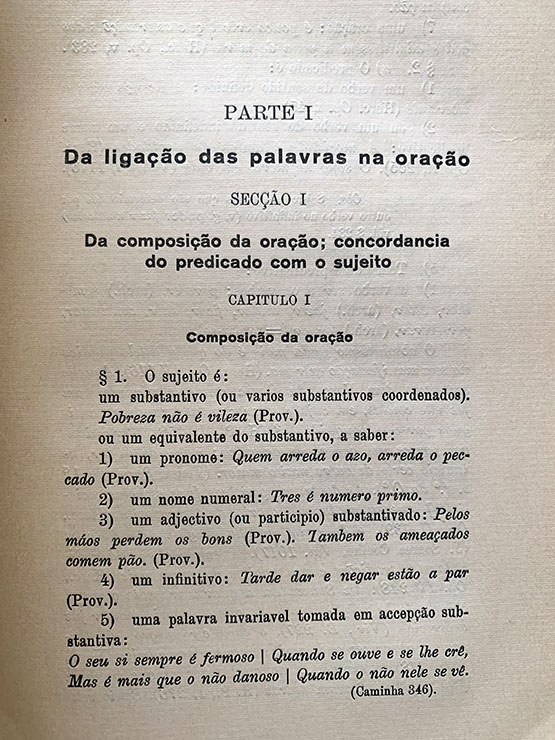 PARTE I
Da ligação das palavras na oração
SECÇÃO I
Da composição da oração; concordancia
do predicado com o sujeito
CAPITULO I
Composição da oração
§ 1. O sujeito é:
um substantivo (ou varios substantivos coordenados).
Pobreza não é vileza (Prov.).
ou um equivalente do substantivo, a saber:
1) um pronome: Quem arreda o azo, arreda o pec-
cado (Prov.).
2) um nome numeral: Tres é numero primo.
3) um adjectivo (ou participio) substantivado: Pelos
máos perdem os bons (Prov.). Tambem os ameaçados
comem pão. (Prov.).
4) um infinitivo: Tarde dar e negar estão a par
(Prov.).
5) uma palavra invariavel tomada em accepção sub-
stantiva:
O seu si sempre é fermoso | Quando se ouve e se lhe crê,
Mas é mais que o não danoso | Quando o não nele se vê.
(Caminha 346).